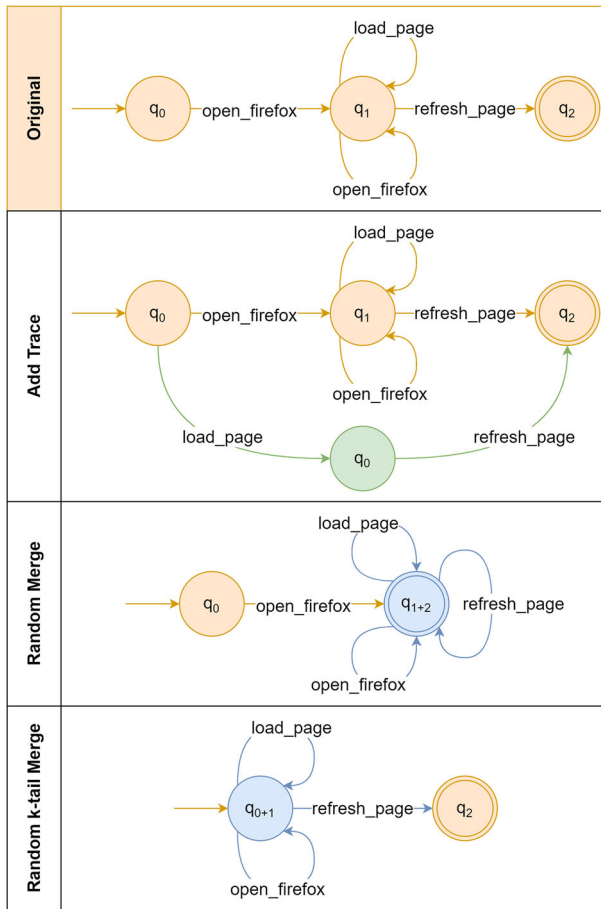 Original
load_page
q0
open_firefox
q1
refresh_page
q2
open_firefox
Add Trace
load_page
q0
open_firefox
q1
refresh_page
q2
open_firefox
load_page
refresh_page
q0
Random Merge
load_page
q0
open_firefox
q1+2
refresh_page
open_firefox
Random k-tail Merge
load_page
q0+1
refresh_page
q2
open_firefox